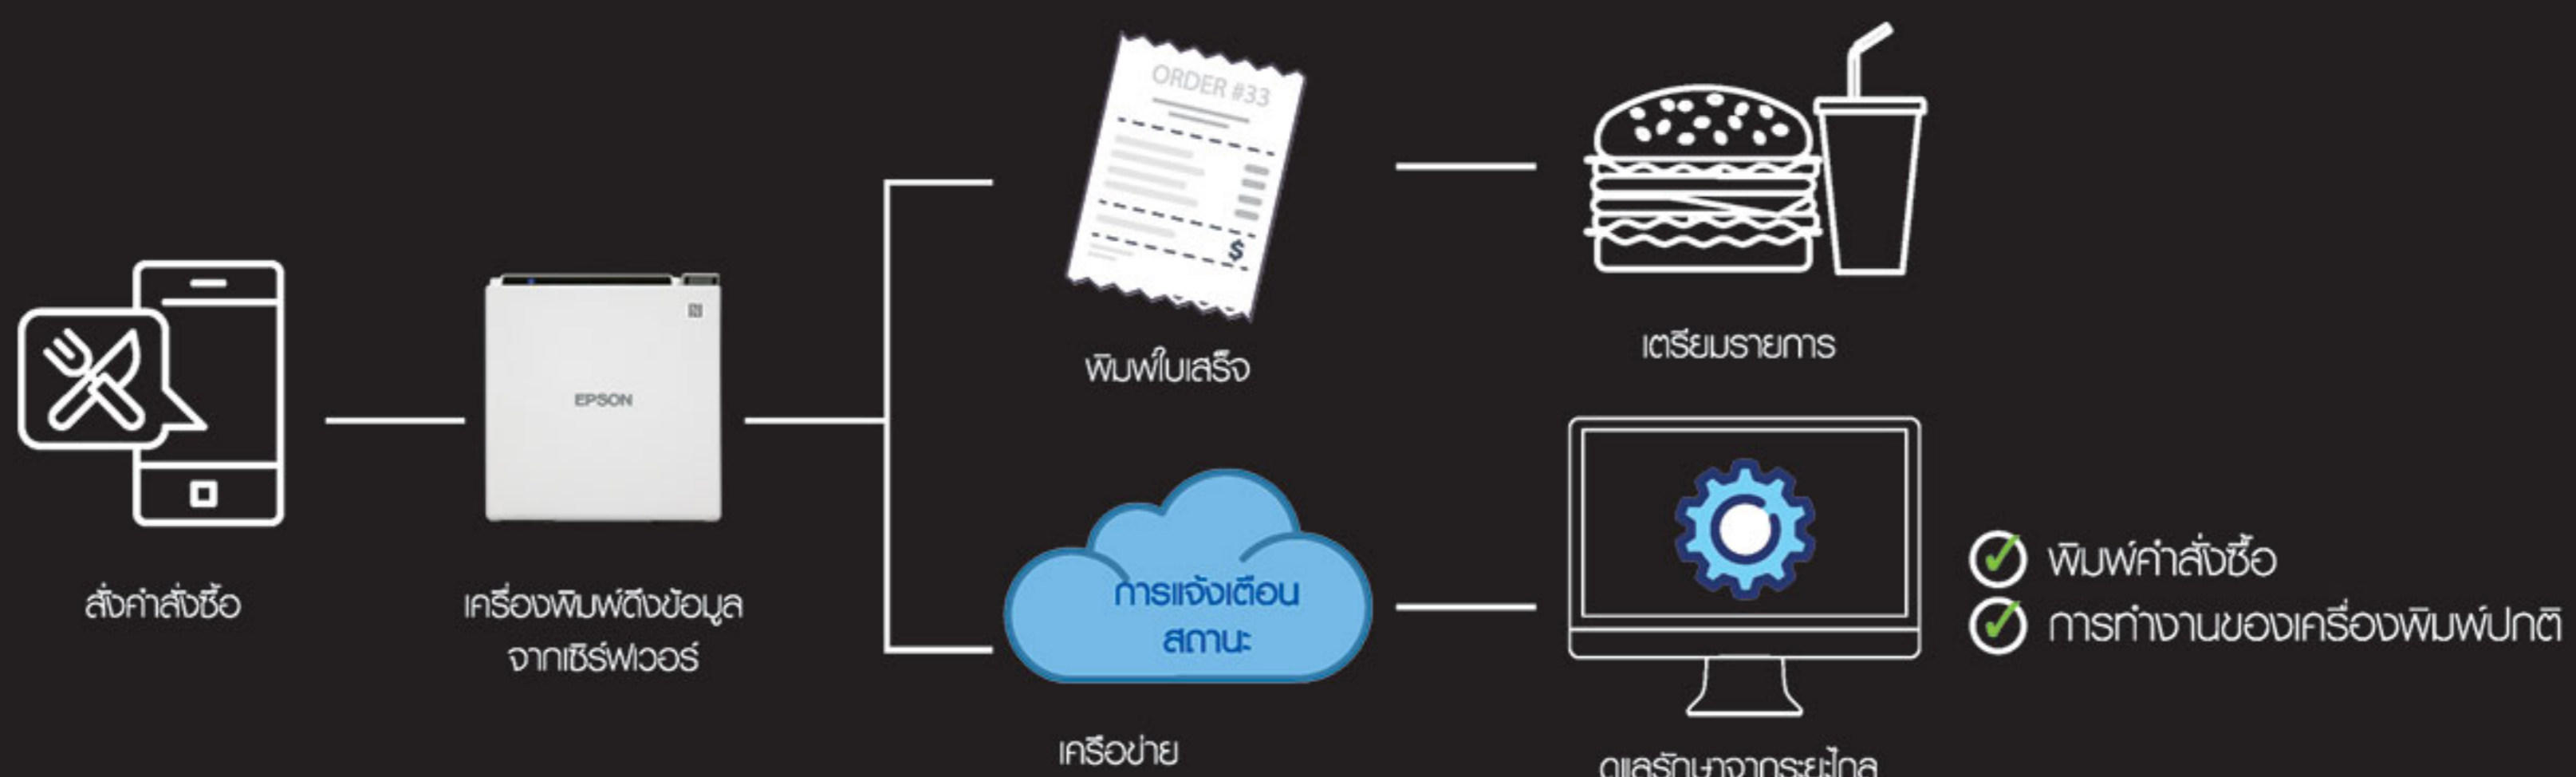 ORDER #33
$
พิมพ์ใบเสร็จ
เตรียมรายการ
EPSON
สั่งคำสั่งซื้อ
เครื่องพิมพ์ดึงข้อมูล
จากเซิร์ฟเวอร์
การแจ้งเตือน
สถานะ
เครือข่าย
ดูแลรักษาจากระยะไกล
พิมพ์คำสั่งซื้อ
การทำงานของเครื่องพิมพ์ปกติ